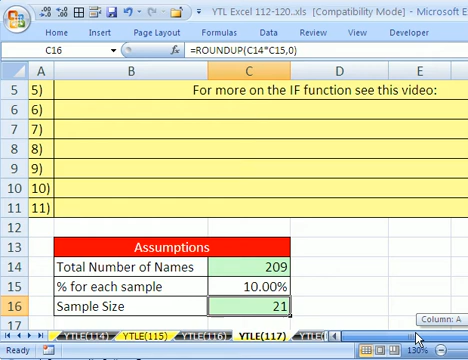 YTL Excel 112-120..xls [Compatibility Mode] - Microsoft E
Home Insert Page Layout Formulas Data Review View Developer
C16 fx =ROUNDUP(C14*C15,0)
A B C D E
5 5) For more on the IF function see this video:
6 6)
7 7)
8 8)
9 9)
10 10)
11 11)
12
13 Assumptions
14 Total Number of Names 209
15 % for each sample 10.00%
16 Sample Size 21
17 Column: A
YTLE(114) YTLE(115) YTLE(116) YTLE(117)
Ready 130%